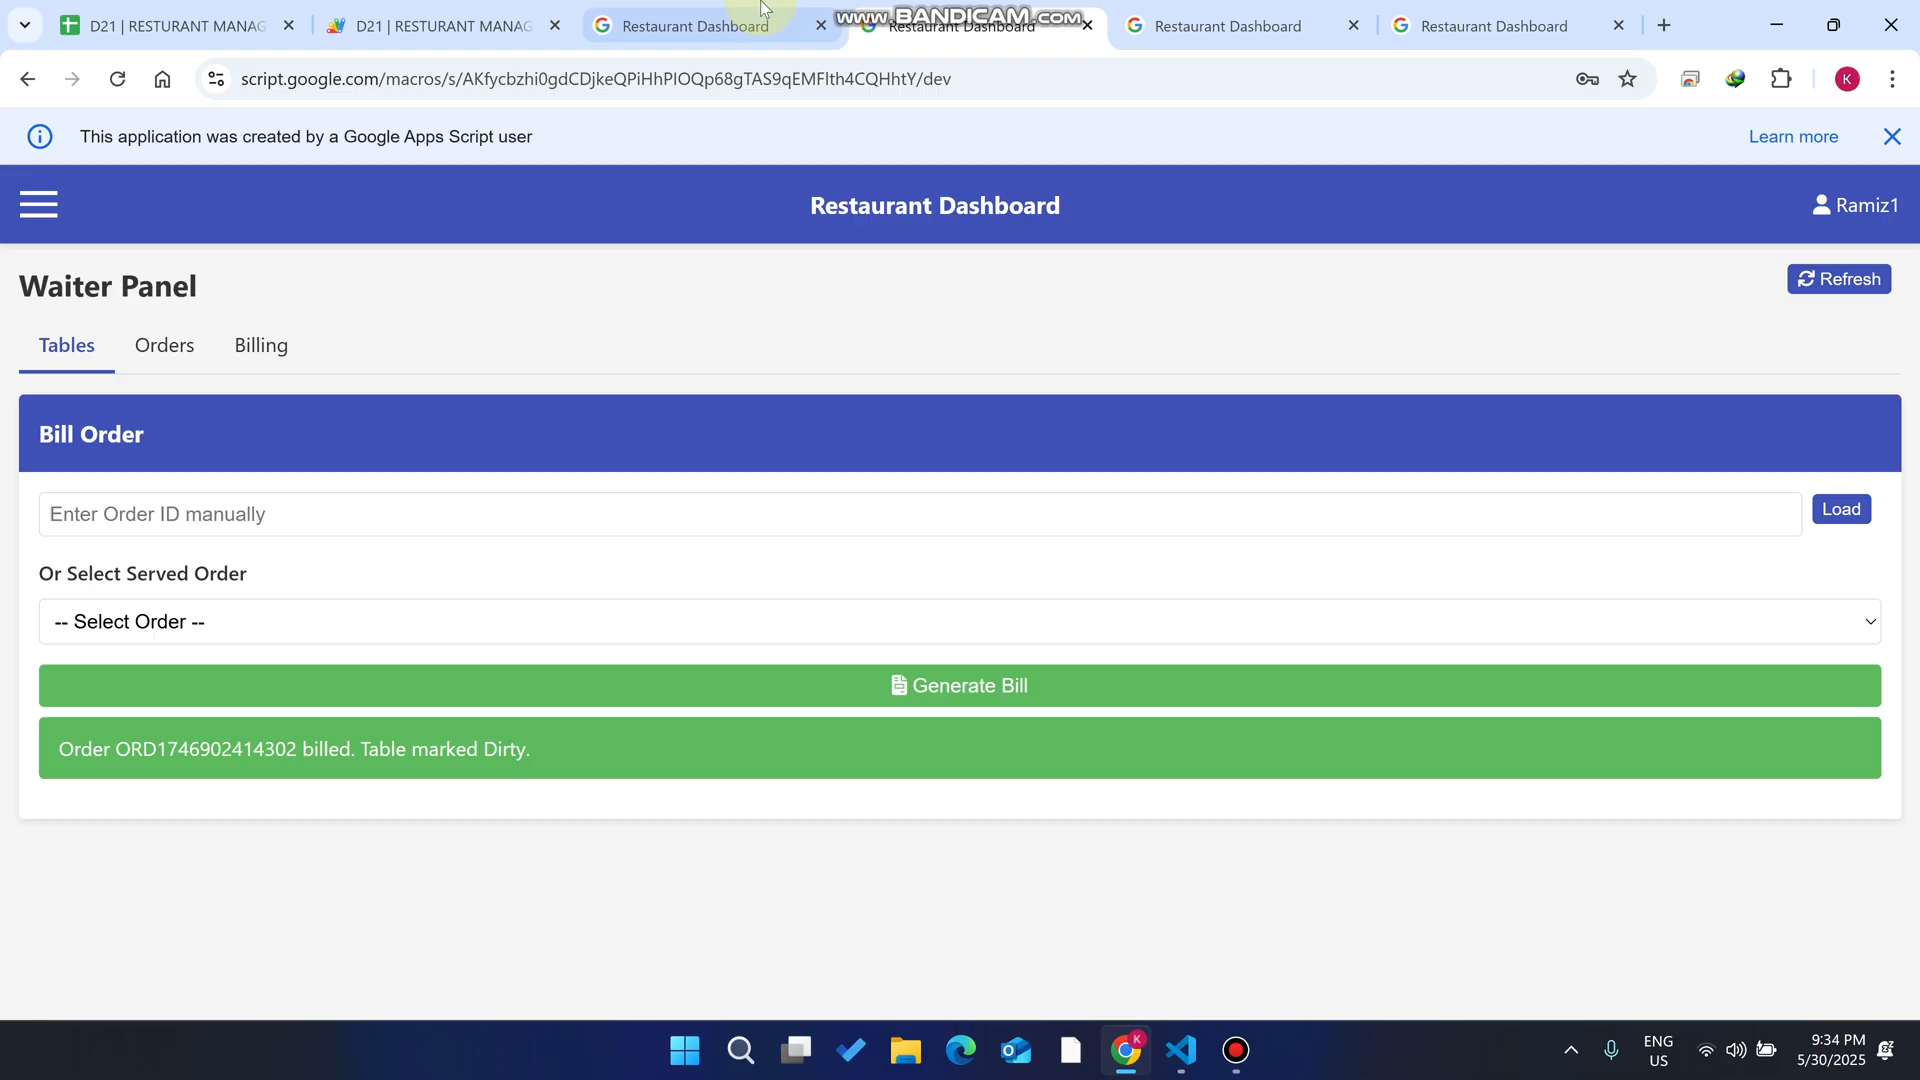 D21 | RESTURANT MANAG
D21 | RESTURANT MANAG
Restaurant Dashboard
Restaurant Dashboard
Restaurant Dashboard
Restaurant Dashboard
www.BANDICAM.com
script.google.com/macros/s/AKfycbzhi0gdCDjkeQPiHhPIOQp68gTAS9qEMFlth4CQHhtY/dev
K
This application was created by a Google Apps Script user
Learn more
Restaurant Dashboard
Ramiz1
Waiter Panel
Refresh
Tables
Orders
Billing
Bill Order
Enter Order ID manually
Load
Or Select Served Order
-- Select Order --
Generate Bill
Order ORD1746902414302 billed. Table marked Dirty.
K
ENG
US
9:34 PM
5/30/2025